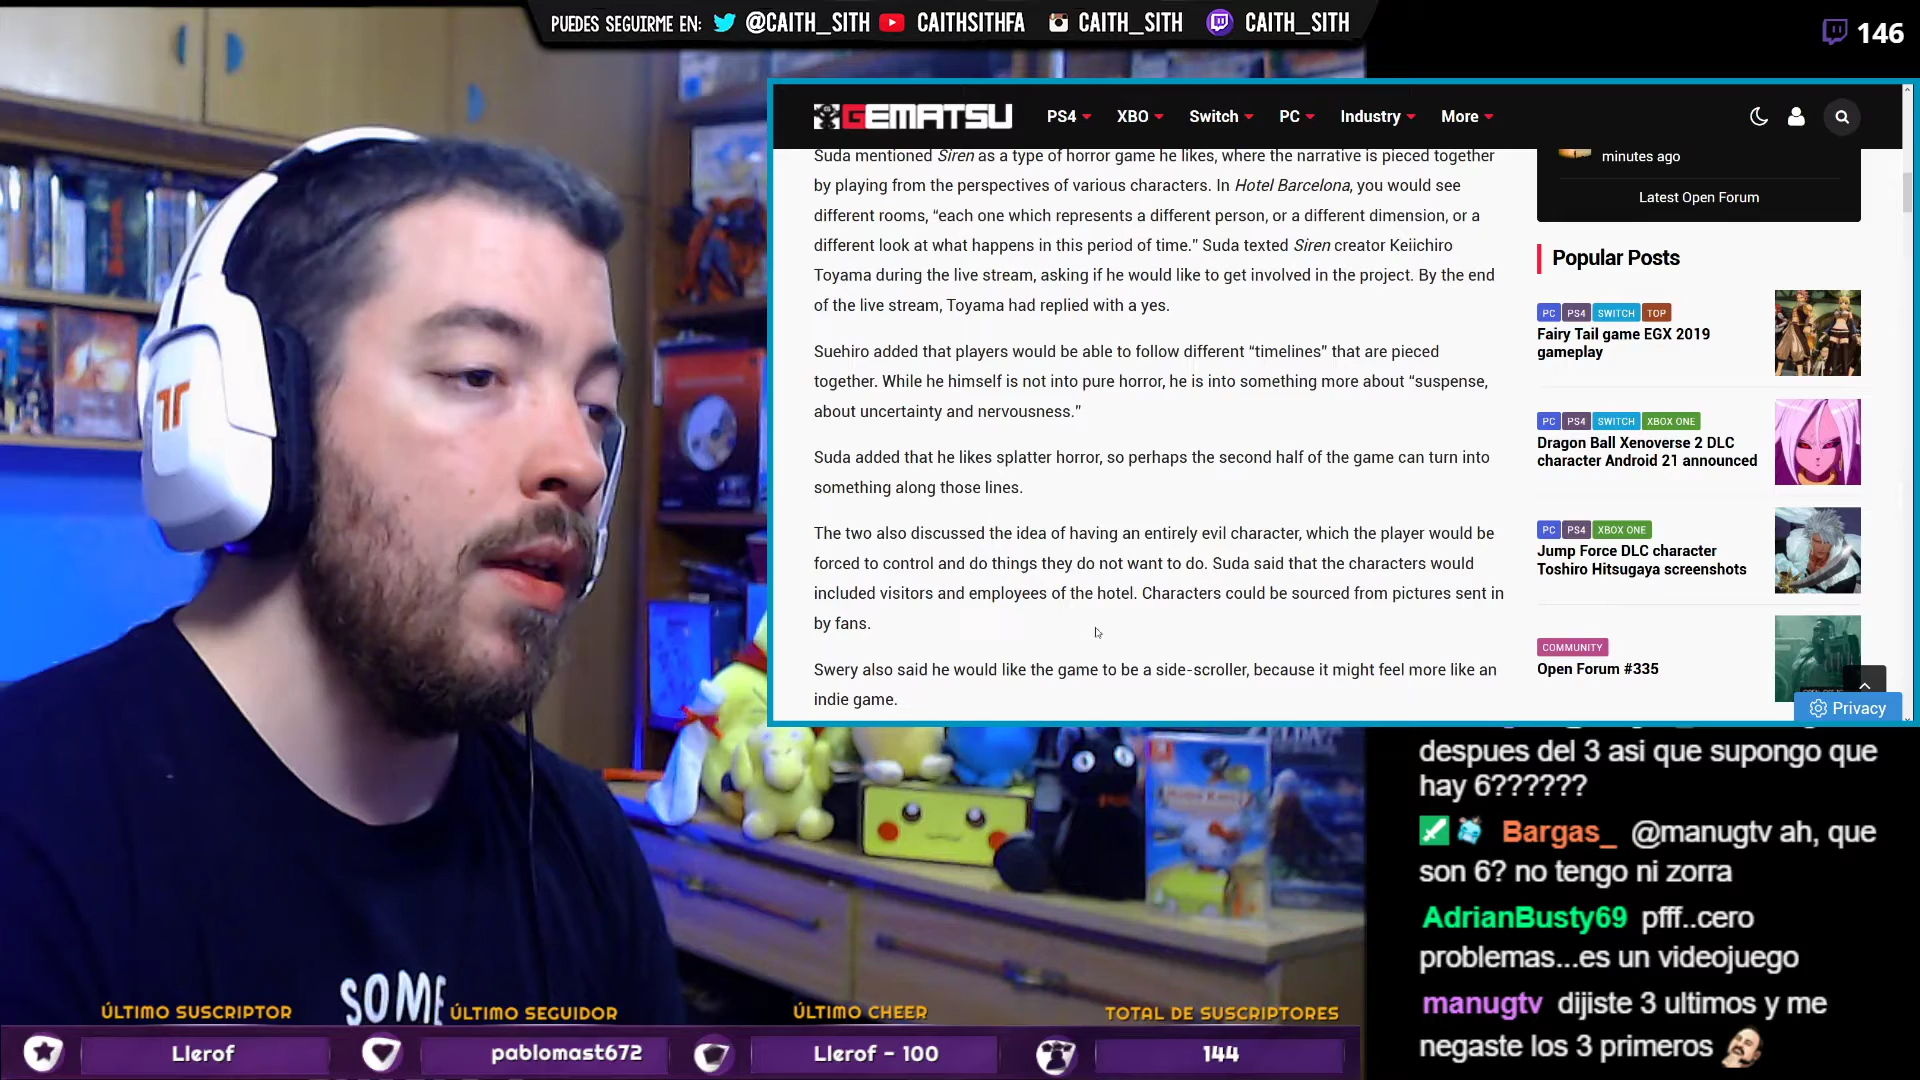 PUEDES SEGUIRME EN: @CAITH_SITH CAITHSITHFA CAITH_SITH CAITH_SITH
146
GEMATSU PS4 XBO Switch PC Industry More
Suda mentioned Siren as a type of horror game he likes, where the narrative is pieced together
by playing from the perspectives of various characters. In Hotel Barcelona, you would see
different rooms, “each one which represents a different person, or a different dimension, or a
different look at what happens in this period of time.” Suda texted Siren creator Keiichiro
Toyama during the live stream, asking if he would like to get involved in the project. By the end
of the live stream, Toyama had replied with a yes.
Suehiro added that players would be able to follow different “timelines” that are pieced
together. While he himself is not into pure horror, he is into something more about “suspense,
about uncertainty and nervousness.”
Suda added that he likes splatter horror, so perhaps the second half of the game can turn into
something along those lines.
The two also discussed the idea of having an entirely evil character, which the player would be
forced to control and do things they do not want to do. Suda said that the characters would
included visitors and employees of the hotel. Characters could be sourced from pictures sent in
by fans.
Swery also said he would like the game to be a side-scroller, because it might feel more like an
indie game.
minutes ago
Latest Open Forum
Popular Posts
PC PS4 SWITCH TOP
Fairy Tail game EGX 2019
gameplay
PC PS4 SWITCH XBOX ONE
Dragon Ball Xenoverse 2 DLC
character Android 21 announced
PC PS4 XBOX ONE
Jump Force DLC character
Toshiro Hitsugaya screenshots
COMMUNITY
Open Forum #335
Privacy
despues del 3 asi que supongo que
hay 6??????
Bargas_ @manugtv ah, que
son 6? no tengo ni zorra
AdrianBusty69 pfff..cero
problemas...es un videojuego
manugtv dijiste 3 ultimos y me
negaste los 3 primeros
SOME
ÚLTIMO SUSCRIPTOR ÚLTIMO SEGUIDOR ÚLTIMO CHEER TOTAL DE SUSCRIPTORES
Llerof pablomast672 Llerof - 100 144